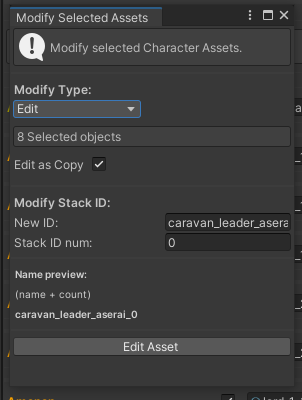 Modify Selected Assets
Modify selected Character Assets.
Modify Type:
Edit
8 Selected objects
Edit as Copy
Modify Stack ID:
New ID: caravan_leader_asera
Stack ID num: 0
Name preview:
(name + count)
caravan_leader_aserai_0
Edit Asset